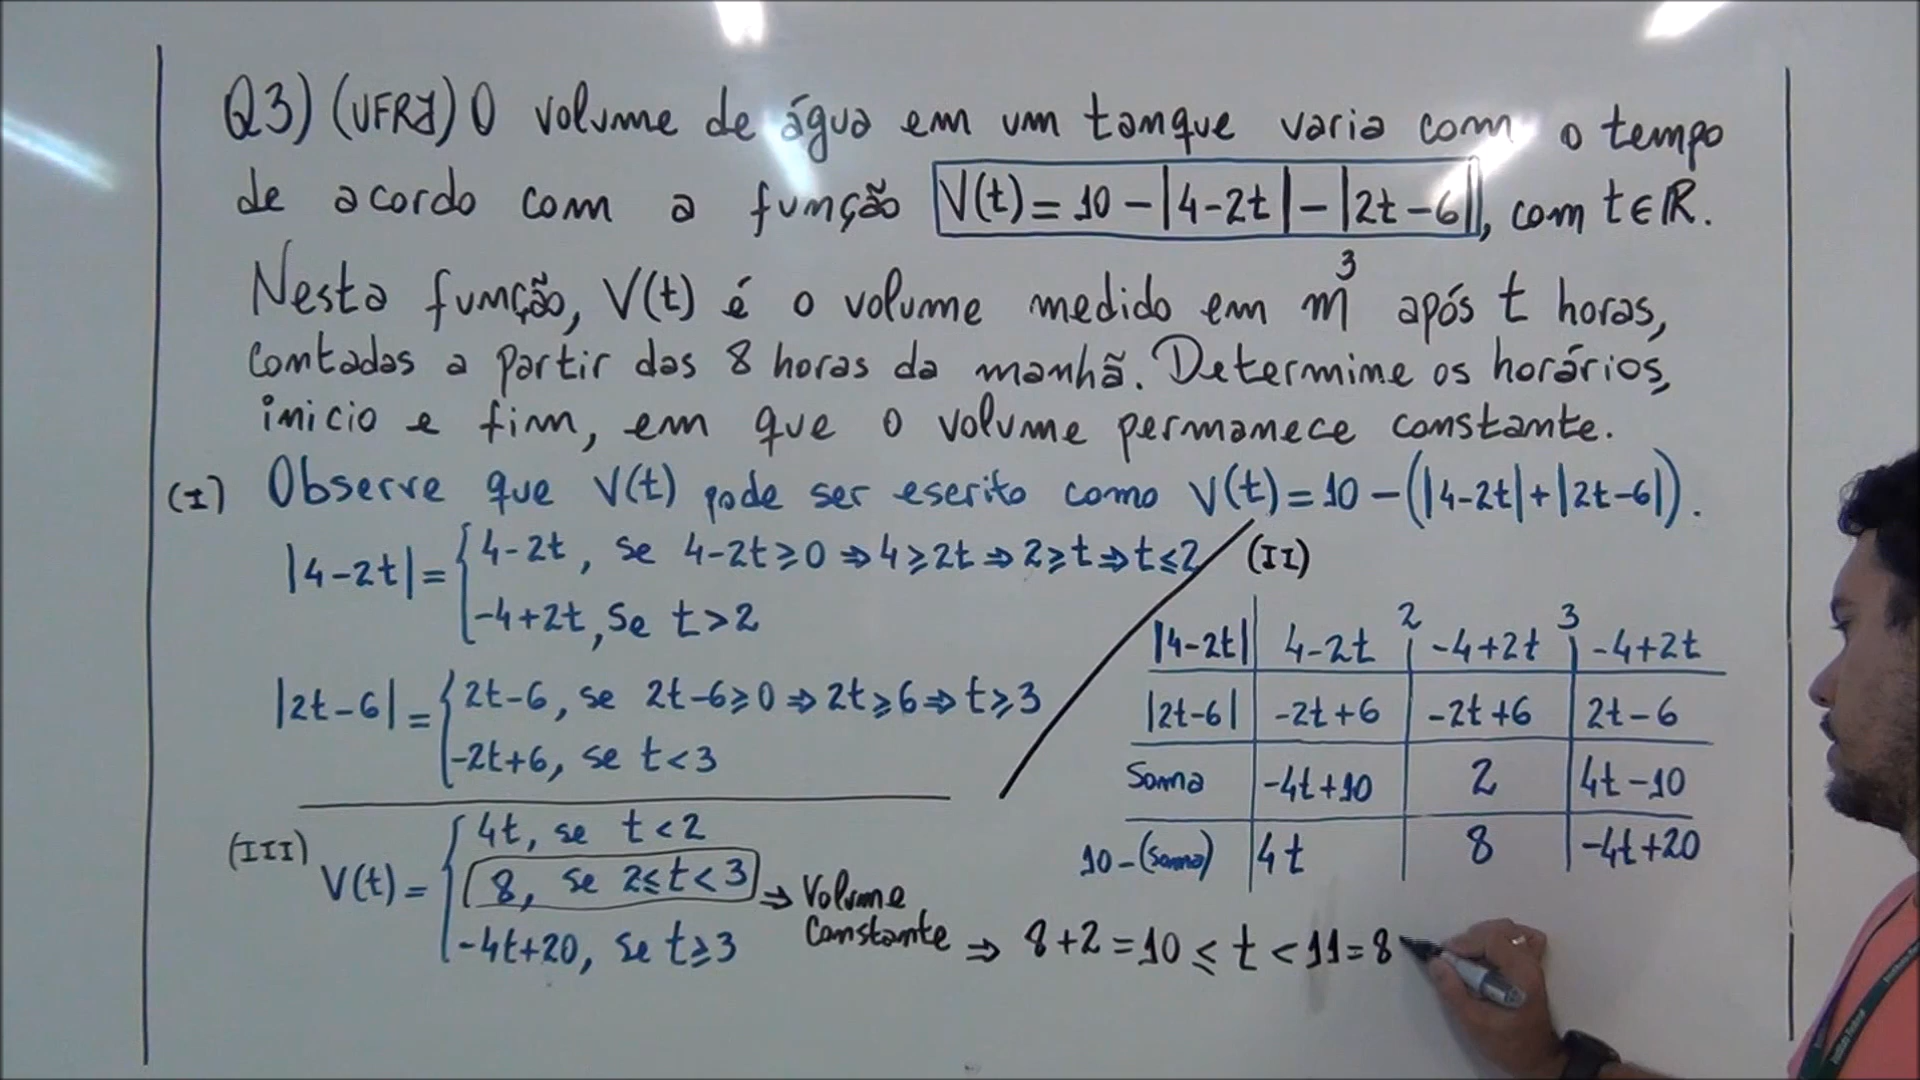 Q3) (UFRJ) O volume de água em um tanque varia com o tempo
de acordo com a função V(t) = 10 - |4-2t| - |2t-6|, com t∈R.
Nesta função, V(t) é o volume medido em m³ após t horas,
contadas a partir das 8 horas da manhã. Determine os horários,
inicio e fim, em que o volume permanece constante.
(I) Observe que V(t) pode ser escrito como V(t) = 10 - (|4-2t| + |2t-6|).
|4-2t| = { 4-2t, se 4-2t ≥ 0 ⇒ 4 ≥ 2t ⇒ 2 ≥ t ⇒ t ≤ 2
-4+2t, se t > 2
|2t-6| = { 2t-6, se 2t-6 ≥ 0 ⇒ 2t ≥ 6 ⇒ t ≥ 3
-2t+6, se t < 3
(II)
2 3
|4-2t| 4-2t -4+2t -4+2t
|2t-6| -2t+6 -2t+6 2t-6
Soma -4t+10 2 4t-10
10-(Soma) 4t 8 -4t+20
(III) V(t) = { 4t, se t < 2
8, se 2 ≤ t < 3 ⇒ Volume
Constante ⇒ 8+2 = 10 ≤ t < 11 = 8
-4t+20, se t ≥ 3